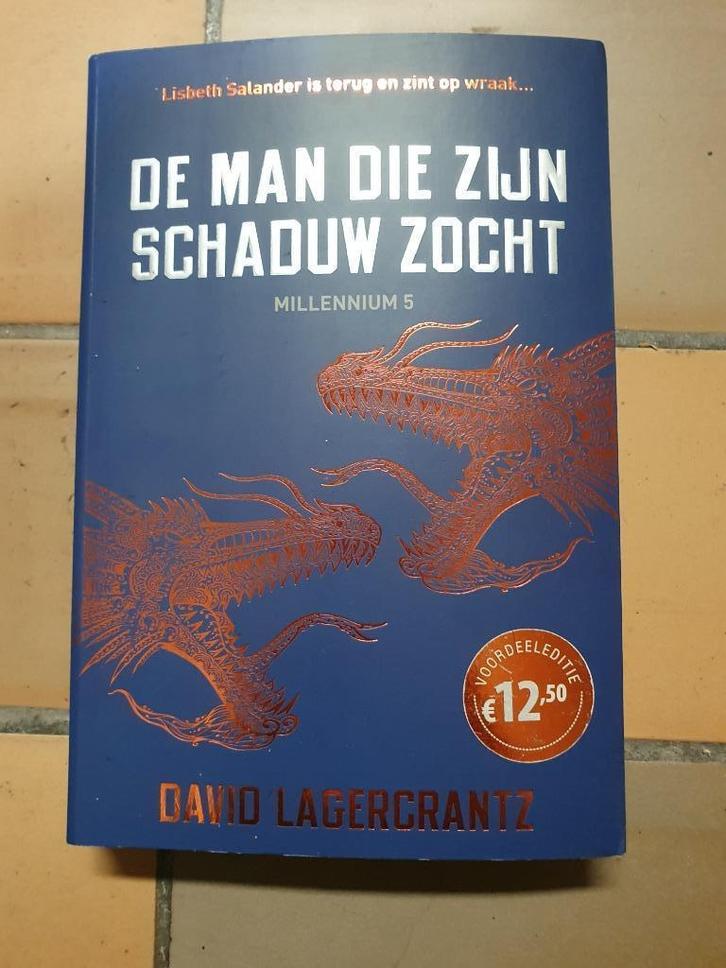 Lisbeth Salander is terug en zint op wraak...
DE MAN DIE ZIJN
SCHADUW ZOCHT
MILLENNIUM 5
VOORDEELEDITIE
€12,50
DAVID LAGERCRANTZ